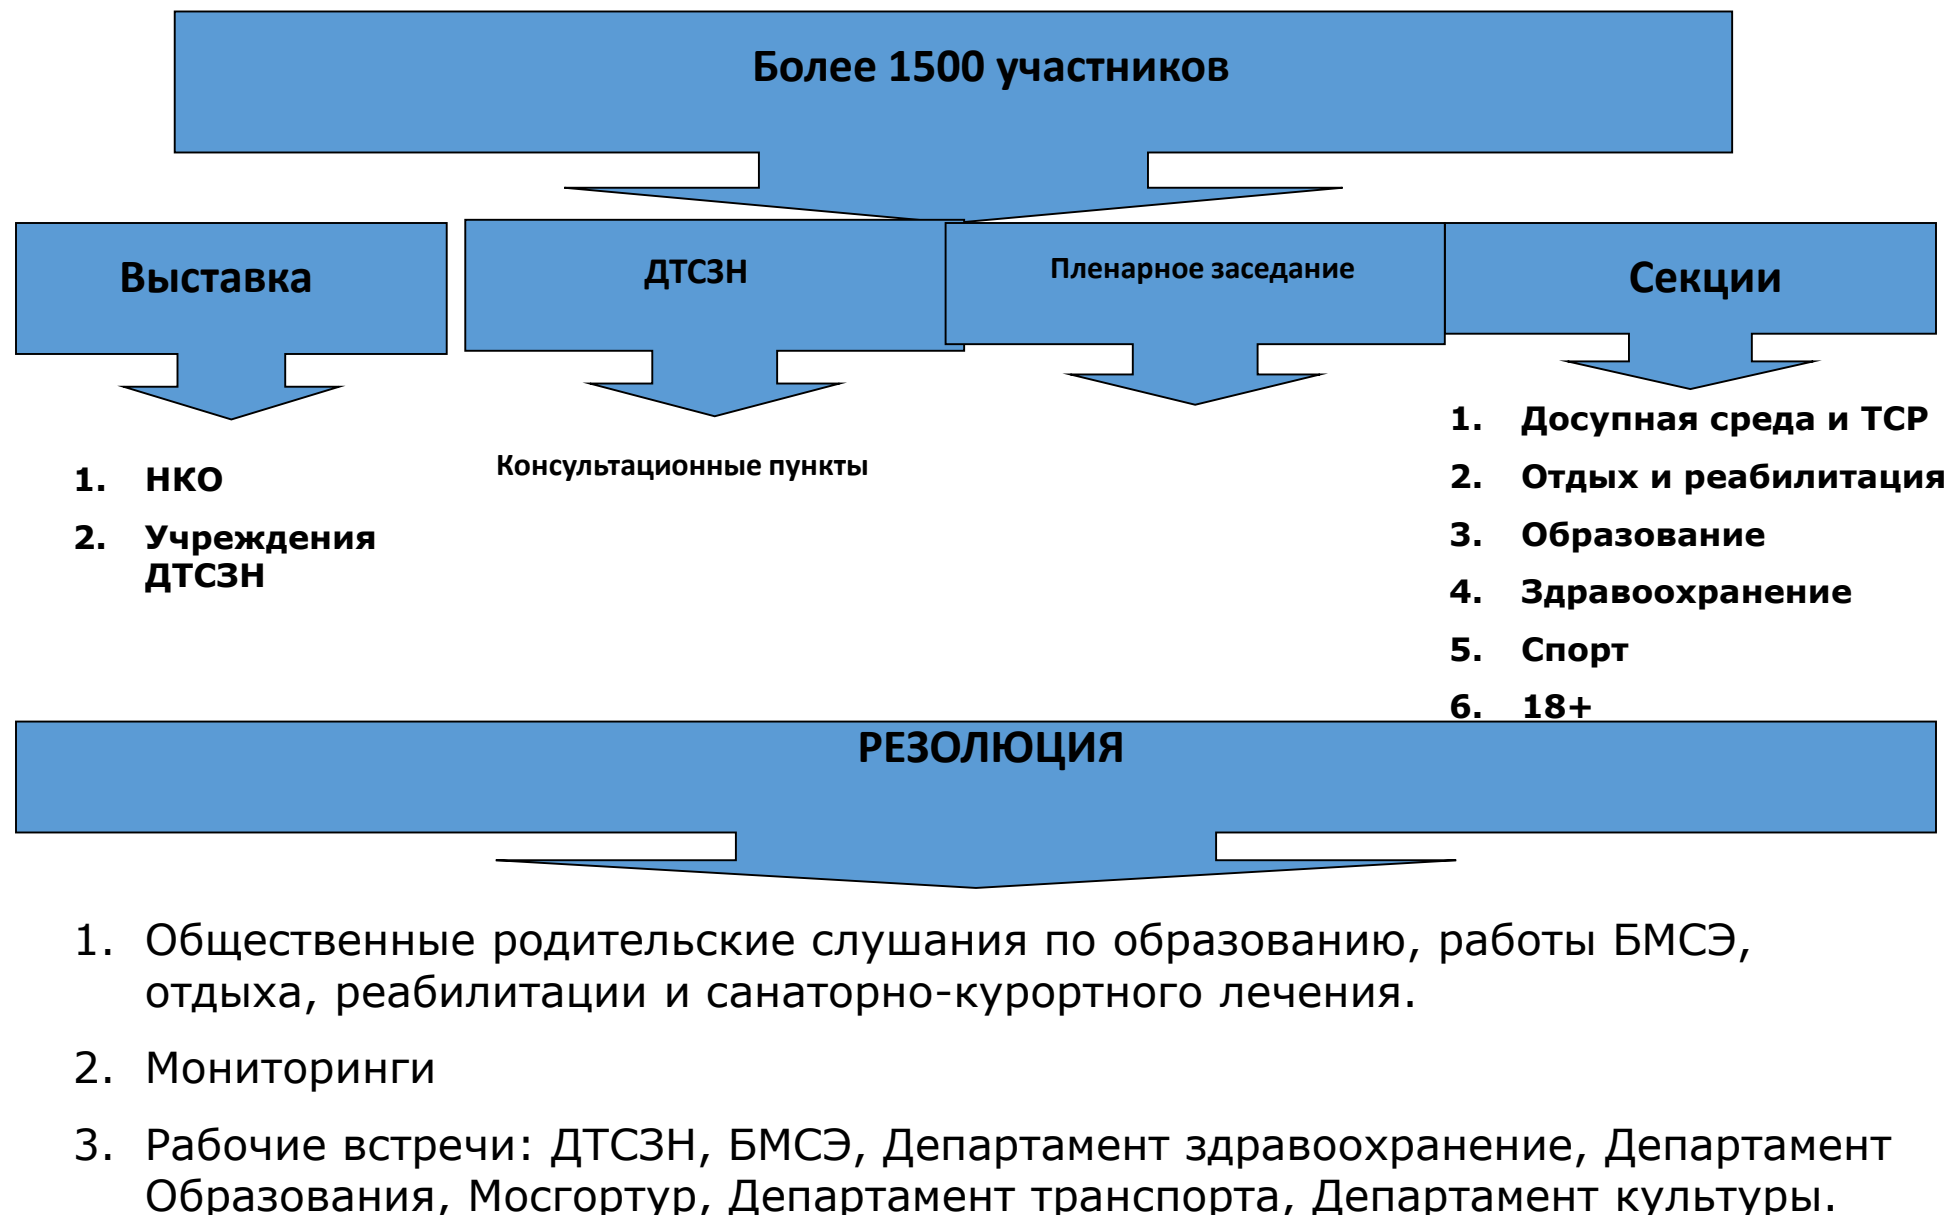 Более 1500 участников
Выставка
ДТСЗН
Пленарное заседание
Секции
1. НКО
2. Учреждения
ДТСЗН
Консультационные пункты
1. Досупная среда и ТСР
2. Отдых и реабилитация
3. Образование
4. Здравоохранение
5. Спорт
6. 18+
РЕЗОЛЮЦИЯ
1. Общественные родительские слушания по образованию, работы БМСЭ,
отдыха, реабилитации и санаторно-курортного лечения.
2. Мониторинги
3. Рабочие встречи: ДТСЗН, БМСЭ, Департамент здравоохранение, Департамент
Образования, Мосгортур, Департамент транспорта, Департамент культуры.